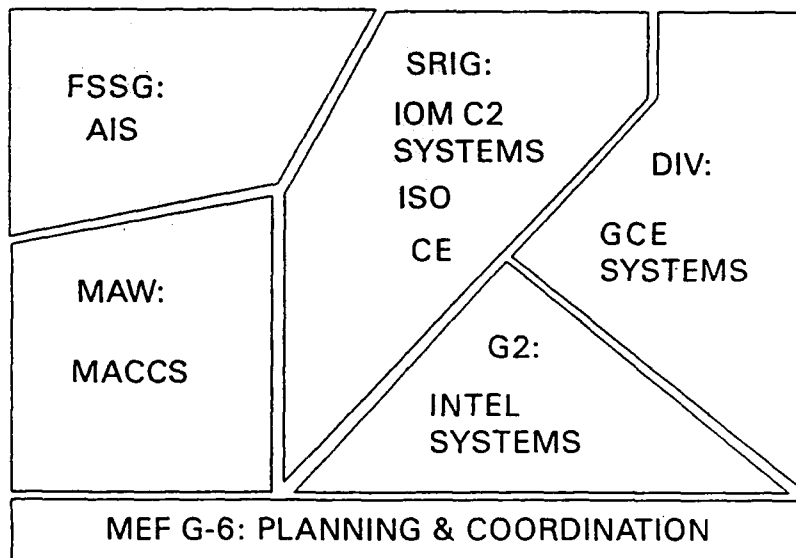 FSSG:
AIS
SRIG:
IOM C2
SYSTEMS
ISO
CE
DIV:
GCE
SYSTEMS
MAW:
MACCS
G2:
INTEL
SYSTEMS
MEF G-6: PLANNING & COORDINATION